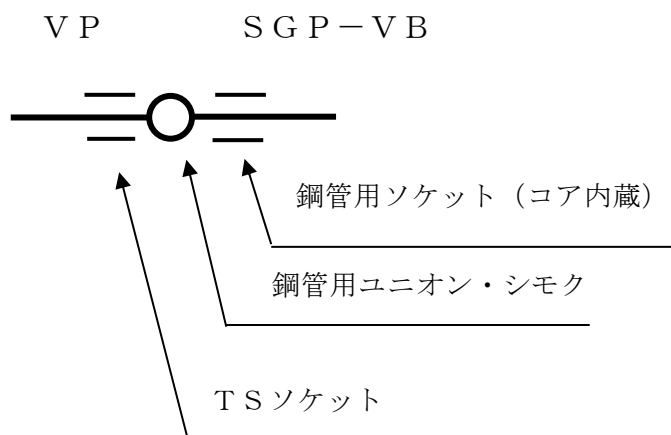 ＶＰ
ＳＧＰ－ＶＢ
鋼管用ソケット（コア内蔵）
鋼管用ユニオン・シモク
ＴＳソケット